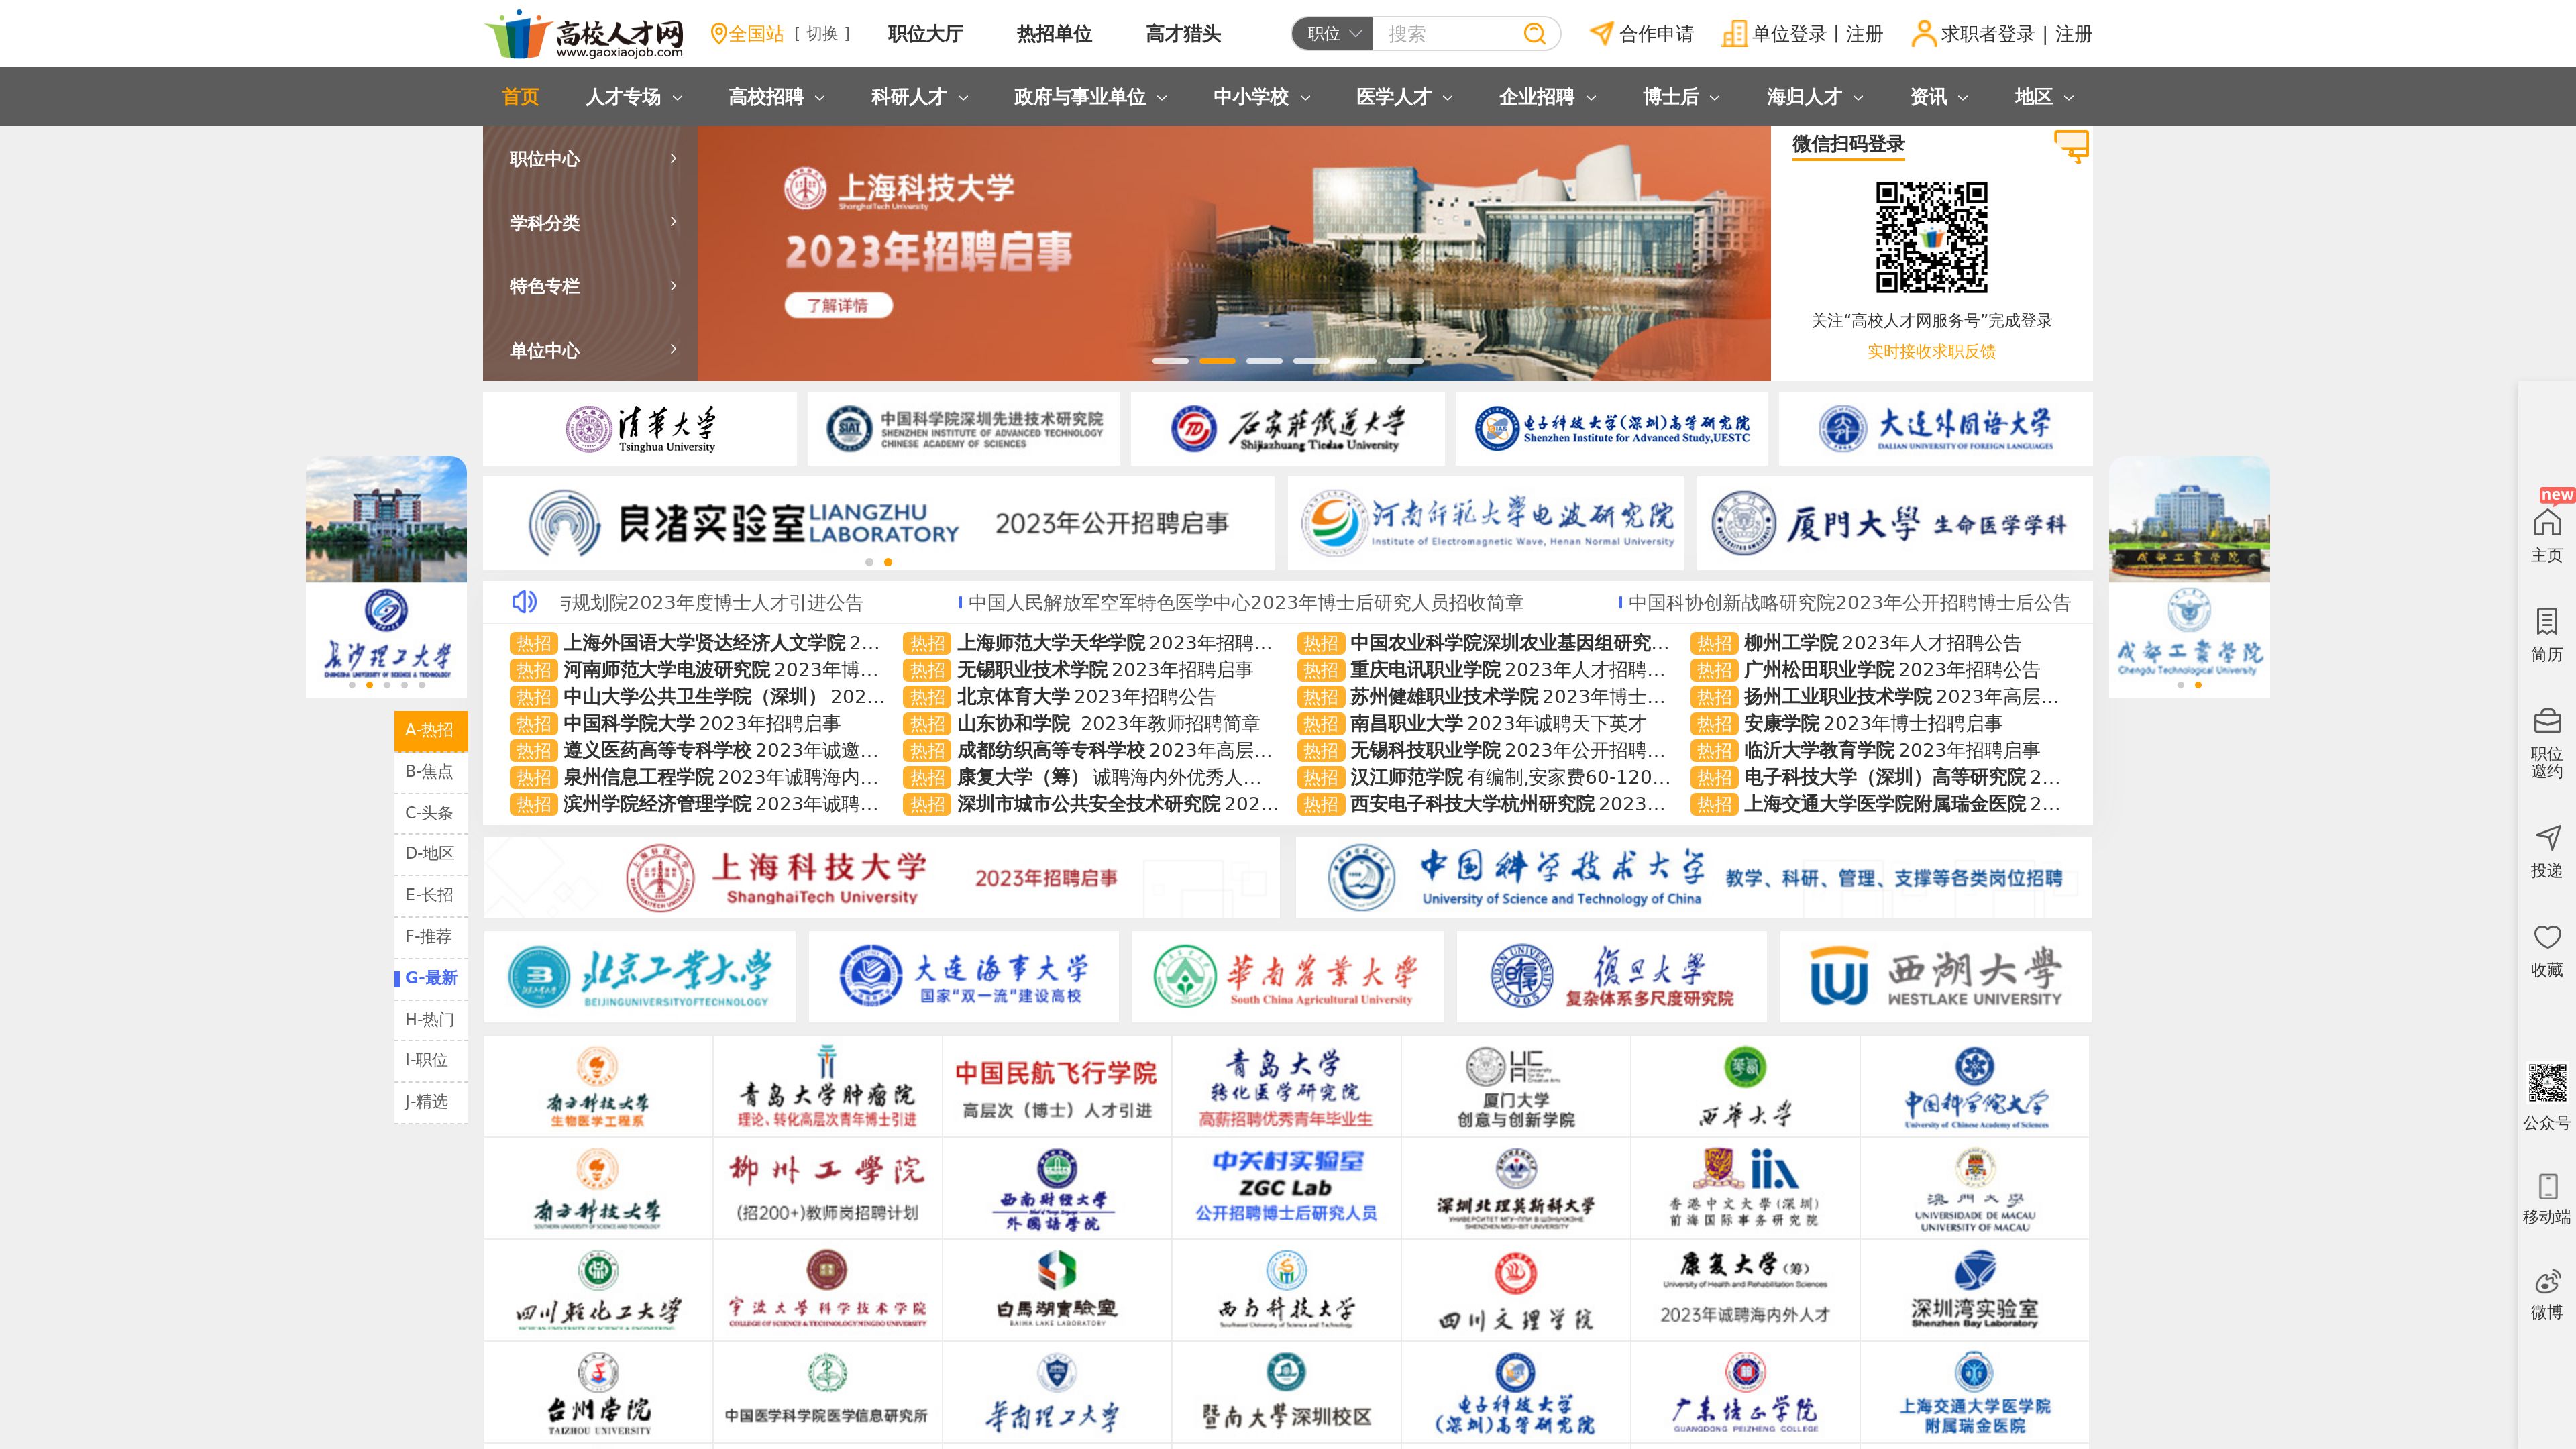 高校人才网
www.gaoxiaojob.com
全国站 [ 切换 ]
职位大厅
热招单位
高才猎头
职位
搜索
合作申请
单位登录丨注册
求职者登录 | 注册
首页
人才专场
高校招聘
科研人才
政府与事业单位
中小学校
医学人才
企业招聘
博士后
海归人才
资讯
地区
职位中心
学科分类
特色专栏
单位中心
上海科技大学
ShanghaiTech University
2023年招聘启事
了解详情
微信扫码登录
关注“高校人才网服务号”完成登录
实时接收求职反馈
清华大学
Tsinghua University
SIAT
中国科学院深圳先进技术研究院
SHENZHEN INSTITUTE OF ADVANCED TECHNOLOGY
CHINESE ACADEMY OF SCIENCES
石家莊鐵道大学
Shijiazhuang Tiedao University
电子科技大学(深圳)高等研究院
Shenzhen Institute for Advanced Study,UESTC
大连外国语大学
DALIAN UNIVERSITY OF FOREIGN LANGUAGES
良渚实验室
LIANGZHU
LABORATORY
2023年公开招聘启事
河南师范大学电波研究院
Institute of Electromagnetic Wave, Henan Normal University
厦門大學 生命医学学科
与规划院2023年度博士人才引进公告
中国人民解放军空军特色医学中心2023年博士后研究人员招收简章
中国科协创新战略研究院2023年公开招聘博士后公告
热招 上海外国语大学贤达经济人文学院 2...
热招 上海师范大学天华学院 2023年招聘...
热招 中国农业科学院深圳农业基因组研究...
热招 柳州工学院 2023年人才招聘公告
热招 河南师范大学电波研究院 2023年博...
热招 无锡职业技术学院 2023年招聘启事
热招 重庆电讯职业学院 2023年人才招聘...
热招 广州松田职业学院 2023年招聘公告
热招 中山大学公共卫生学院（深圳） 202...
热招 北京体育大学 2023年招聘公告
热招 苏州健雄职业技术学院 2023年博士...
热招 扬州工业职业技术学院 2023年高层...
热招 中国科学院大学 2023年招聘启事
热招 山东协和学院 2023年教师招聘简章
热招 南昌职业大学 2023年诚聘天下英才
热招 安康学院 2023年博士招聘启事
热招 遵义医药高等专科学校 2023年诚邀...
热招 成都纺织高等专科学校 2023年高层...
热招 无锡科技职业学院 2023年公开招聘...
热招 临沂大学教育学院 2023年招聘启事
热招 泉州信息工程学院 2023年诚聘海内...
热招 康复大学（筹） 诚聘海内外优秀人...
热招 汉江师范学院 有编制,安家费60-120...
热招 电子科技大学（深圳）高等研究院 2...
热招 滨州学院经济管理学院 2023年诚聘...
热招 深圳市城市公共安全技术研究院 202...
热招 西安电子科技大学杭州研究院 2023...
热招 上海交通大学医学院附属瑞金医院 2...
长沙理工大学
CHANGSHA UNIVERSITY OF SCIENCE & TECHNOLOGY
成都工业学院
成都工業学院
Chengdu Technological University
A-热招
B-焦点
C-头条
D-地区
E-长招
F-推荐
G-最新
H-热门
I-职位
J-精选
new
主页
简历
职位
邀约
投递
收藏
公众号
移动端
微博
上海科技大学
ShanghaiTech University
2023年招聘启事
中国科学技术大学
University of Science and Technology of China
教学、科研、管理、支撑等各类岗位招聘
北京工业大学
BEIJINGUNIVERSITYOFTECHNOLOGY
大连海事大学
国家“双一流”建设高校
華南農業大學
South China Agricultural University
復旦大學
复杂体系多尺度研究院
西湖大學
WESTLAKE UNIVERSITY
南方科技大学
生物医学工程系
青岛大学肿瘤院
理论、转化高层次青年博士引进
中国民航飞行学院
高层次（博士）人才引进
青岛大学
转化医学研究院
高薪招聘优秀青年毕业生
UCA
University for the Creative Arts
厦门大学
创意与创新学院
西华大学
中国科学院大学
University of Chinese Academy of Sciences
南方科技大学
SOUTHERN UNIVERSITY OF SCIENCE AND TECHNOLOGY
柳州工學院
(招200+)教师岗招聘计划
西南财经大学
外國語學院
中关村实验室
ZGC Lab
公开招聘博士后研究人员
深圳北理莫斯科大学
УНИВЕРСИТЕТ МГУ-ППИ В ШЭНЬЧЖЭНЕ
SHENZHEN MSU-BIT UNIVERSITY
香港中文大學(深圳)
前海国际事务研究院
澳門大學
UNIVERSIDADE DE MACAU
UNIVERSITY OF MACAU
四川轻化工大学
SICHUAN UNIVERSITY OF SCIENCE & ENGINEERING
宁波大学科学技术学院
COLLEGE OF SCIENCE & TECHNOLOGY NINGBO UNIVERSITY
白馬湖實驗室
BAIMA LAKE LABORATORY
西南科技大学
Southwest University of Science and Technology
四川文理学院
康复大学（筹）
University of Health and Rehabilitation Sciences
2023年诚聘海内外人才
深圳湾实验室
Shenzhen Bay Laboratory
台州学院
TAIZHOU UNIVERSITY
中国医学科学院医学信息研究所
華南理工大学
暨南大學深圳校区
电子科技大学
(深圳)高等研究院
广东培正学院
GUANGDONG PEIZHENG COLLEGE
上海交通大学医学院
附属瑞金医院